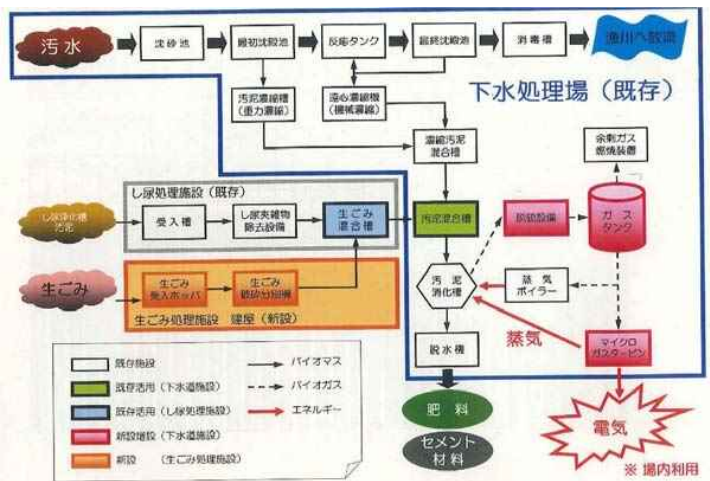 汚水
沈砂池
最初沈殿池
反応タンク
最終沈殿池
消毒槽
漁川へ放流
下水処理場（既存）
汚泥濃縮槽
（重力濃縮）
遠心濃縮機
（機械濃縮）
濃縮汚泥
混合槽
余剰ガス
燃焼装置
し尿処理施設（既存）
し尿浄化槽
汚泥
受入槽
し尿夾雑物
除去設備
生ごみ
混合槽
汚泥混合槽
脱硫設備
ガス
タンク
生ごみ
生ごみ
受入ホッパ
生ごみ
破砕分別機
生ごみ処理施設　建屋（新設）
汚泥
消化槽
蒸気
ボイラー
蒸気
脱水機
マイクロ
ガスタービン
既存施設
既存活用（下水道施設）
既存活用（し尿処理施設）
新設増設（下水道施設）
新設　（生ごみ処理施設）
バイオマス
バイオガス
エネルギー
肥料
セメント
材料
電気
※ 場内利用